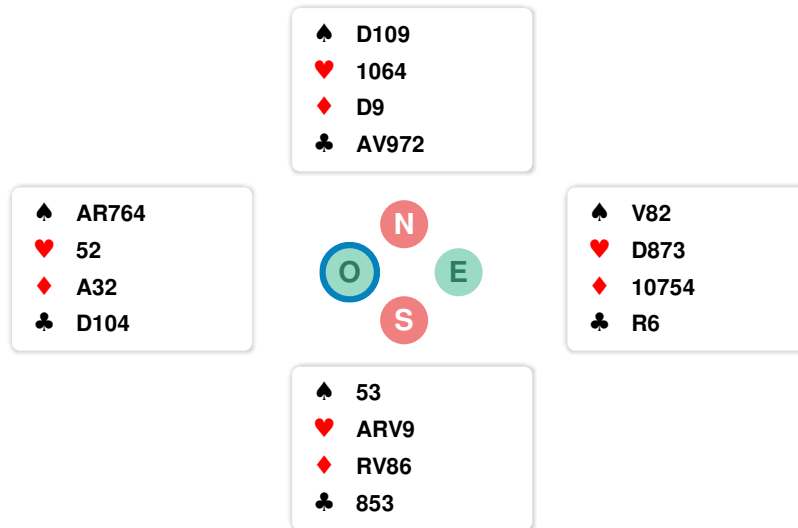 ♠ D109
♥ 1064
♦ D9
♣ AV972
♠ AR764
♥ 52
♦ A32
♣ D104
N
O E
S
♠ V82
♥ D873
♦ 10754
♣ R6
♠ 53
♥ ARV9
♦ RV86
♣ 853